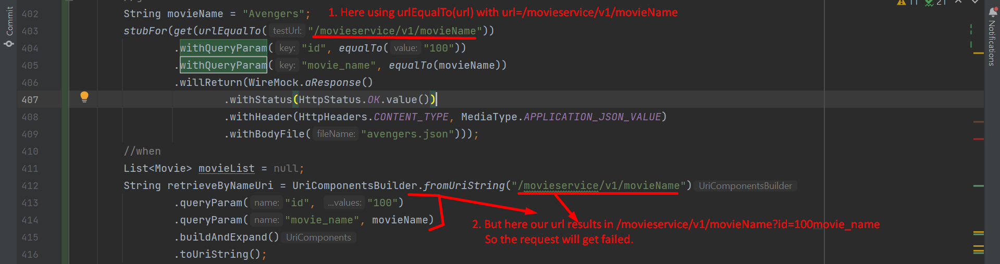 Commit
Notifications
11 21
402 String movieName = "Avengers";
1. Here using urlEqualTo(url) with url=/movieservice/v1/movieName
403 stubFor(get(urlEqualTo( testUrl: "/movieservice/v1/movieName"))
404 .withQueryParam( key: "id", equalTo( value: "100"))
405 .withQueryParam( key: "movie_name", equalTo(movieName))
406 .willReturn(WireMock.aResponse()
407 .withStatus(HttpStatus.OK.value())
408 .withHeader(HttpHeaders.CONTENT_TYPE, MediaType.APPLICATION_JSON_VALUE)
409 .withBodyFile( fileName: "avengers.json")));
410 //when
411 List<Movie> movieList = null;
412 String retrieveByNameUri = UriComponentsBuilder.fromUriString("/movieservice/v1/movieName") UriComponentsBuilder
413 .queryParam( name: "id", ...values: "100")
414 .queryParam( name: "movie_name", movieName)
2. But here our url results in /movieservice/v1/movieName?id=100movie_name
So the request will get failed.
415 .buildAndExpand() UriComponents
416 .toUriString();